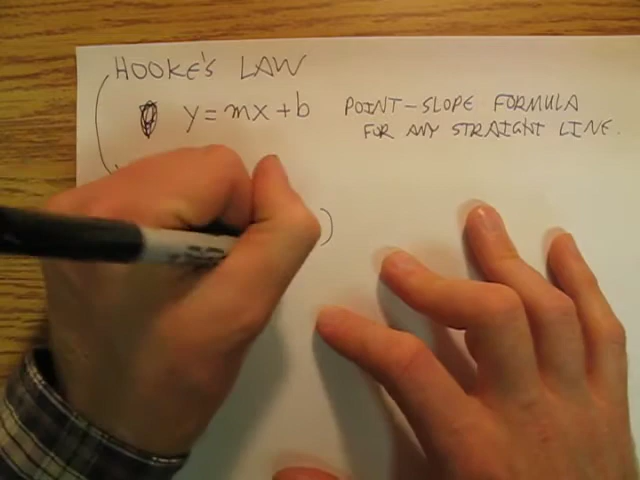 HOOKE'S LAW
y=mx+b
POINT-SLOPE FORMULA
FOR ANY STRAIGHT LINE.
)